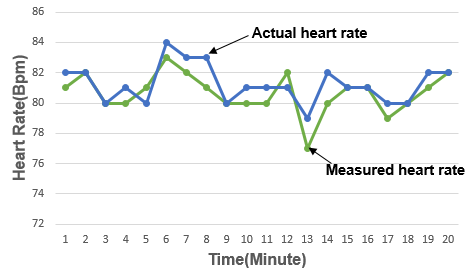 86
84
82
80
78
76
74
72
Heart Rate(Bpm)
Actual heart rate
Measured heart rate
1 2 3 4 5 6 7 8 9 10 11 12 13 14 15 16 17 18 19 20
Time(Minute)